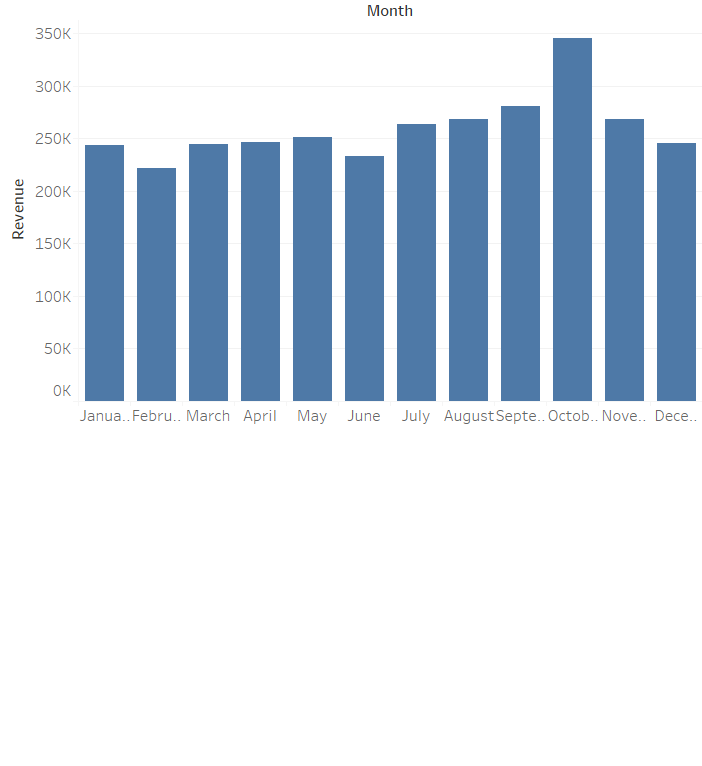 Month
350K
300K
250K
200K
150K
100K
50K
0K
Revenue
Janua.. Febru.. March April May June July August Septe.. Octob.. Nove.. Dece..